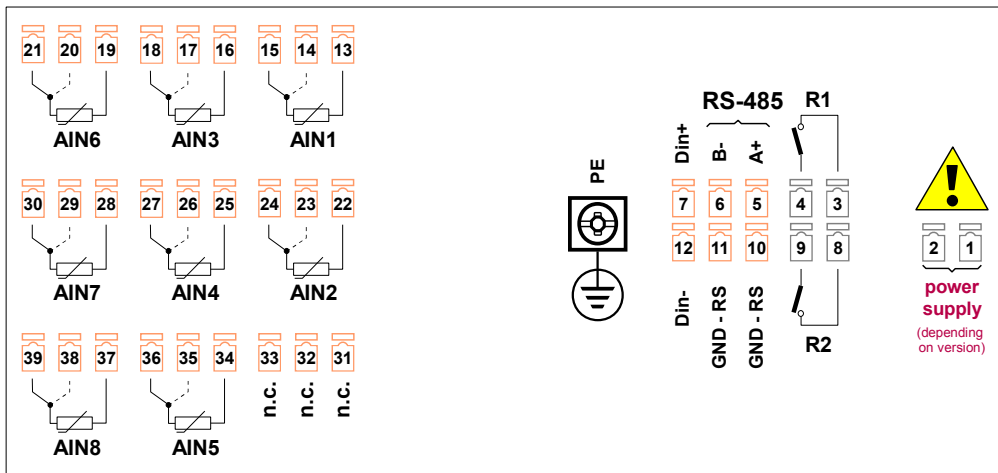 21 20 19 18 17 16 15 14 13
AIN6 AIN3 AIN1
30 29 28 27 26 25 24 23 22
AIN7 AIN4 AIN2
39 38 37 36 35 34 33 32 31
n.c. n.c. n.c.
AIN8 AIN5
PE
RS-485 R1
Din+ B- A+
7 6 5 4 3
12 11 10 9 8
Din- GND - RS GND - RS
R2
!
2 1
power
supply
(depending
on version)